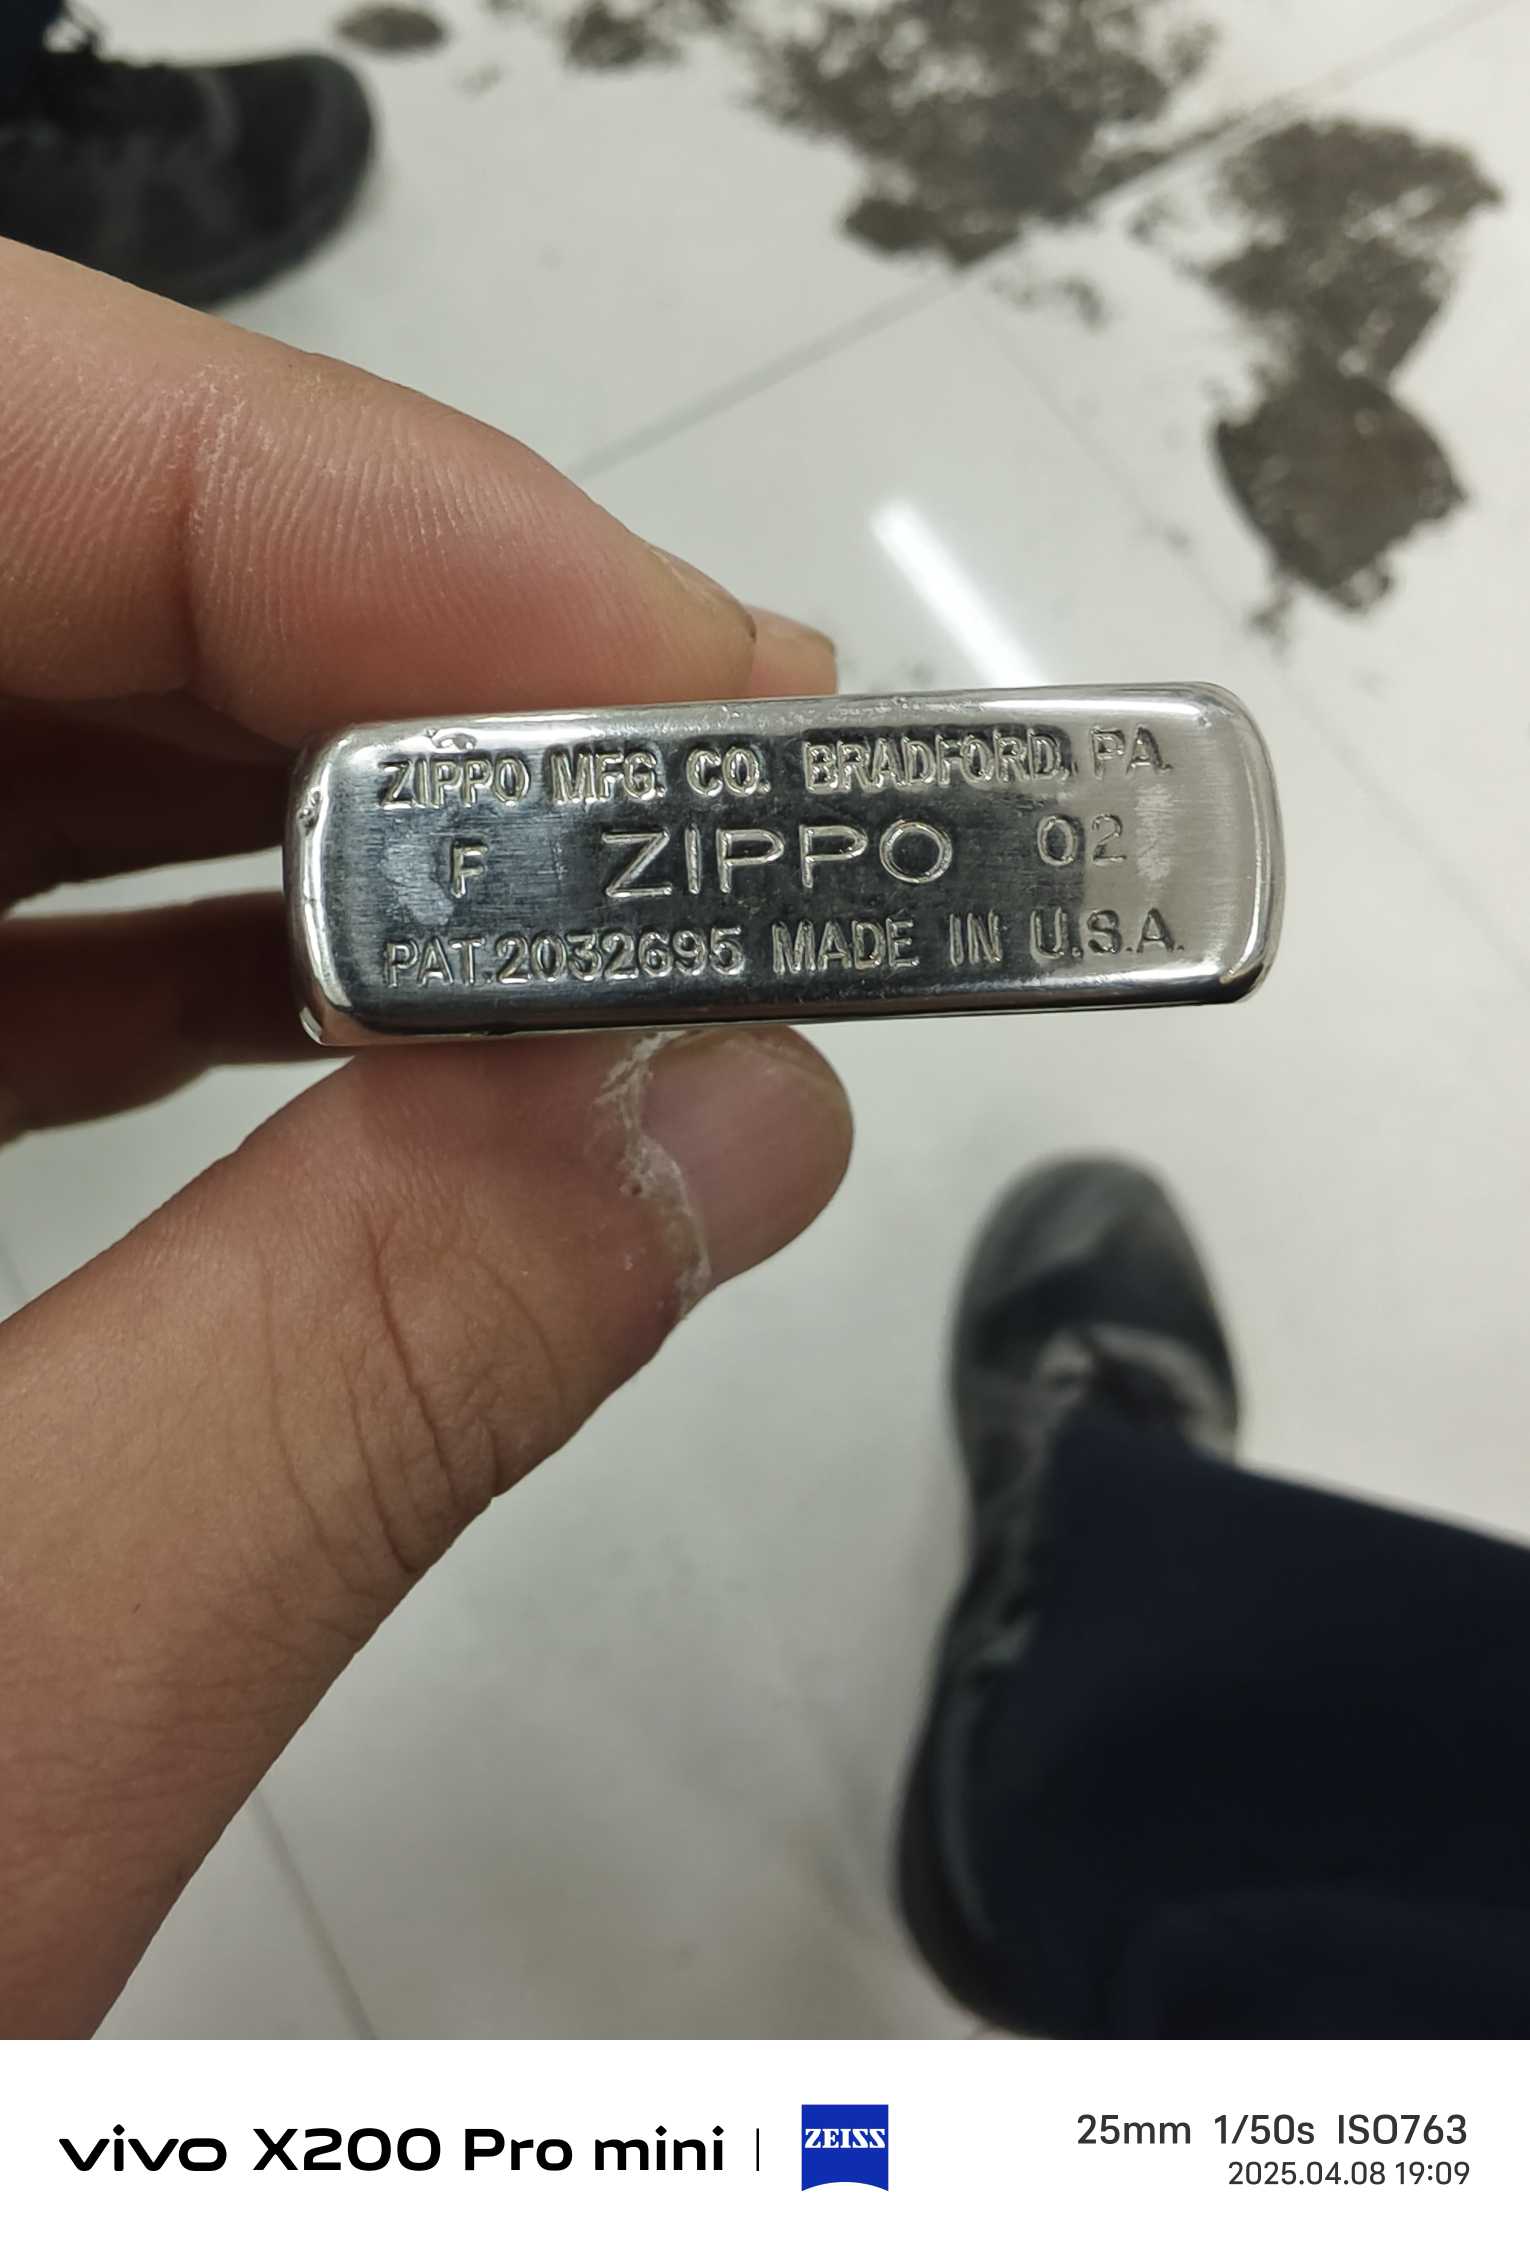 ZIPPO MFG. CO. BRADFORD, PA.
F ZIPPO 02
PAT.2032695 MADE IN U.S.A.
vivo X200 Pro mini | ZEISS
25mm 1/50s ISO763
2025.04.08 19:09